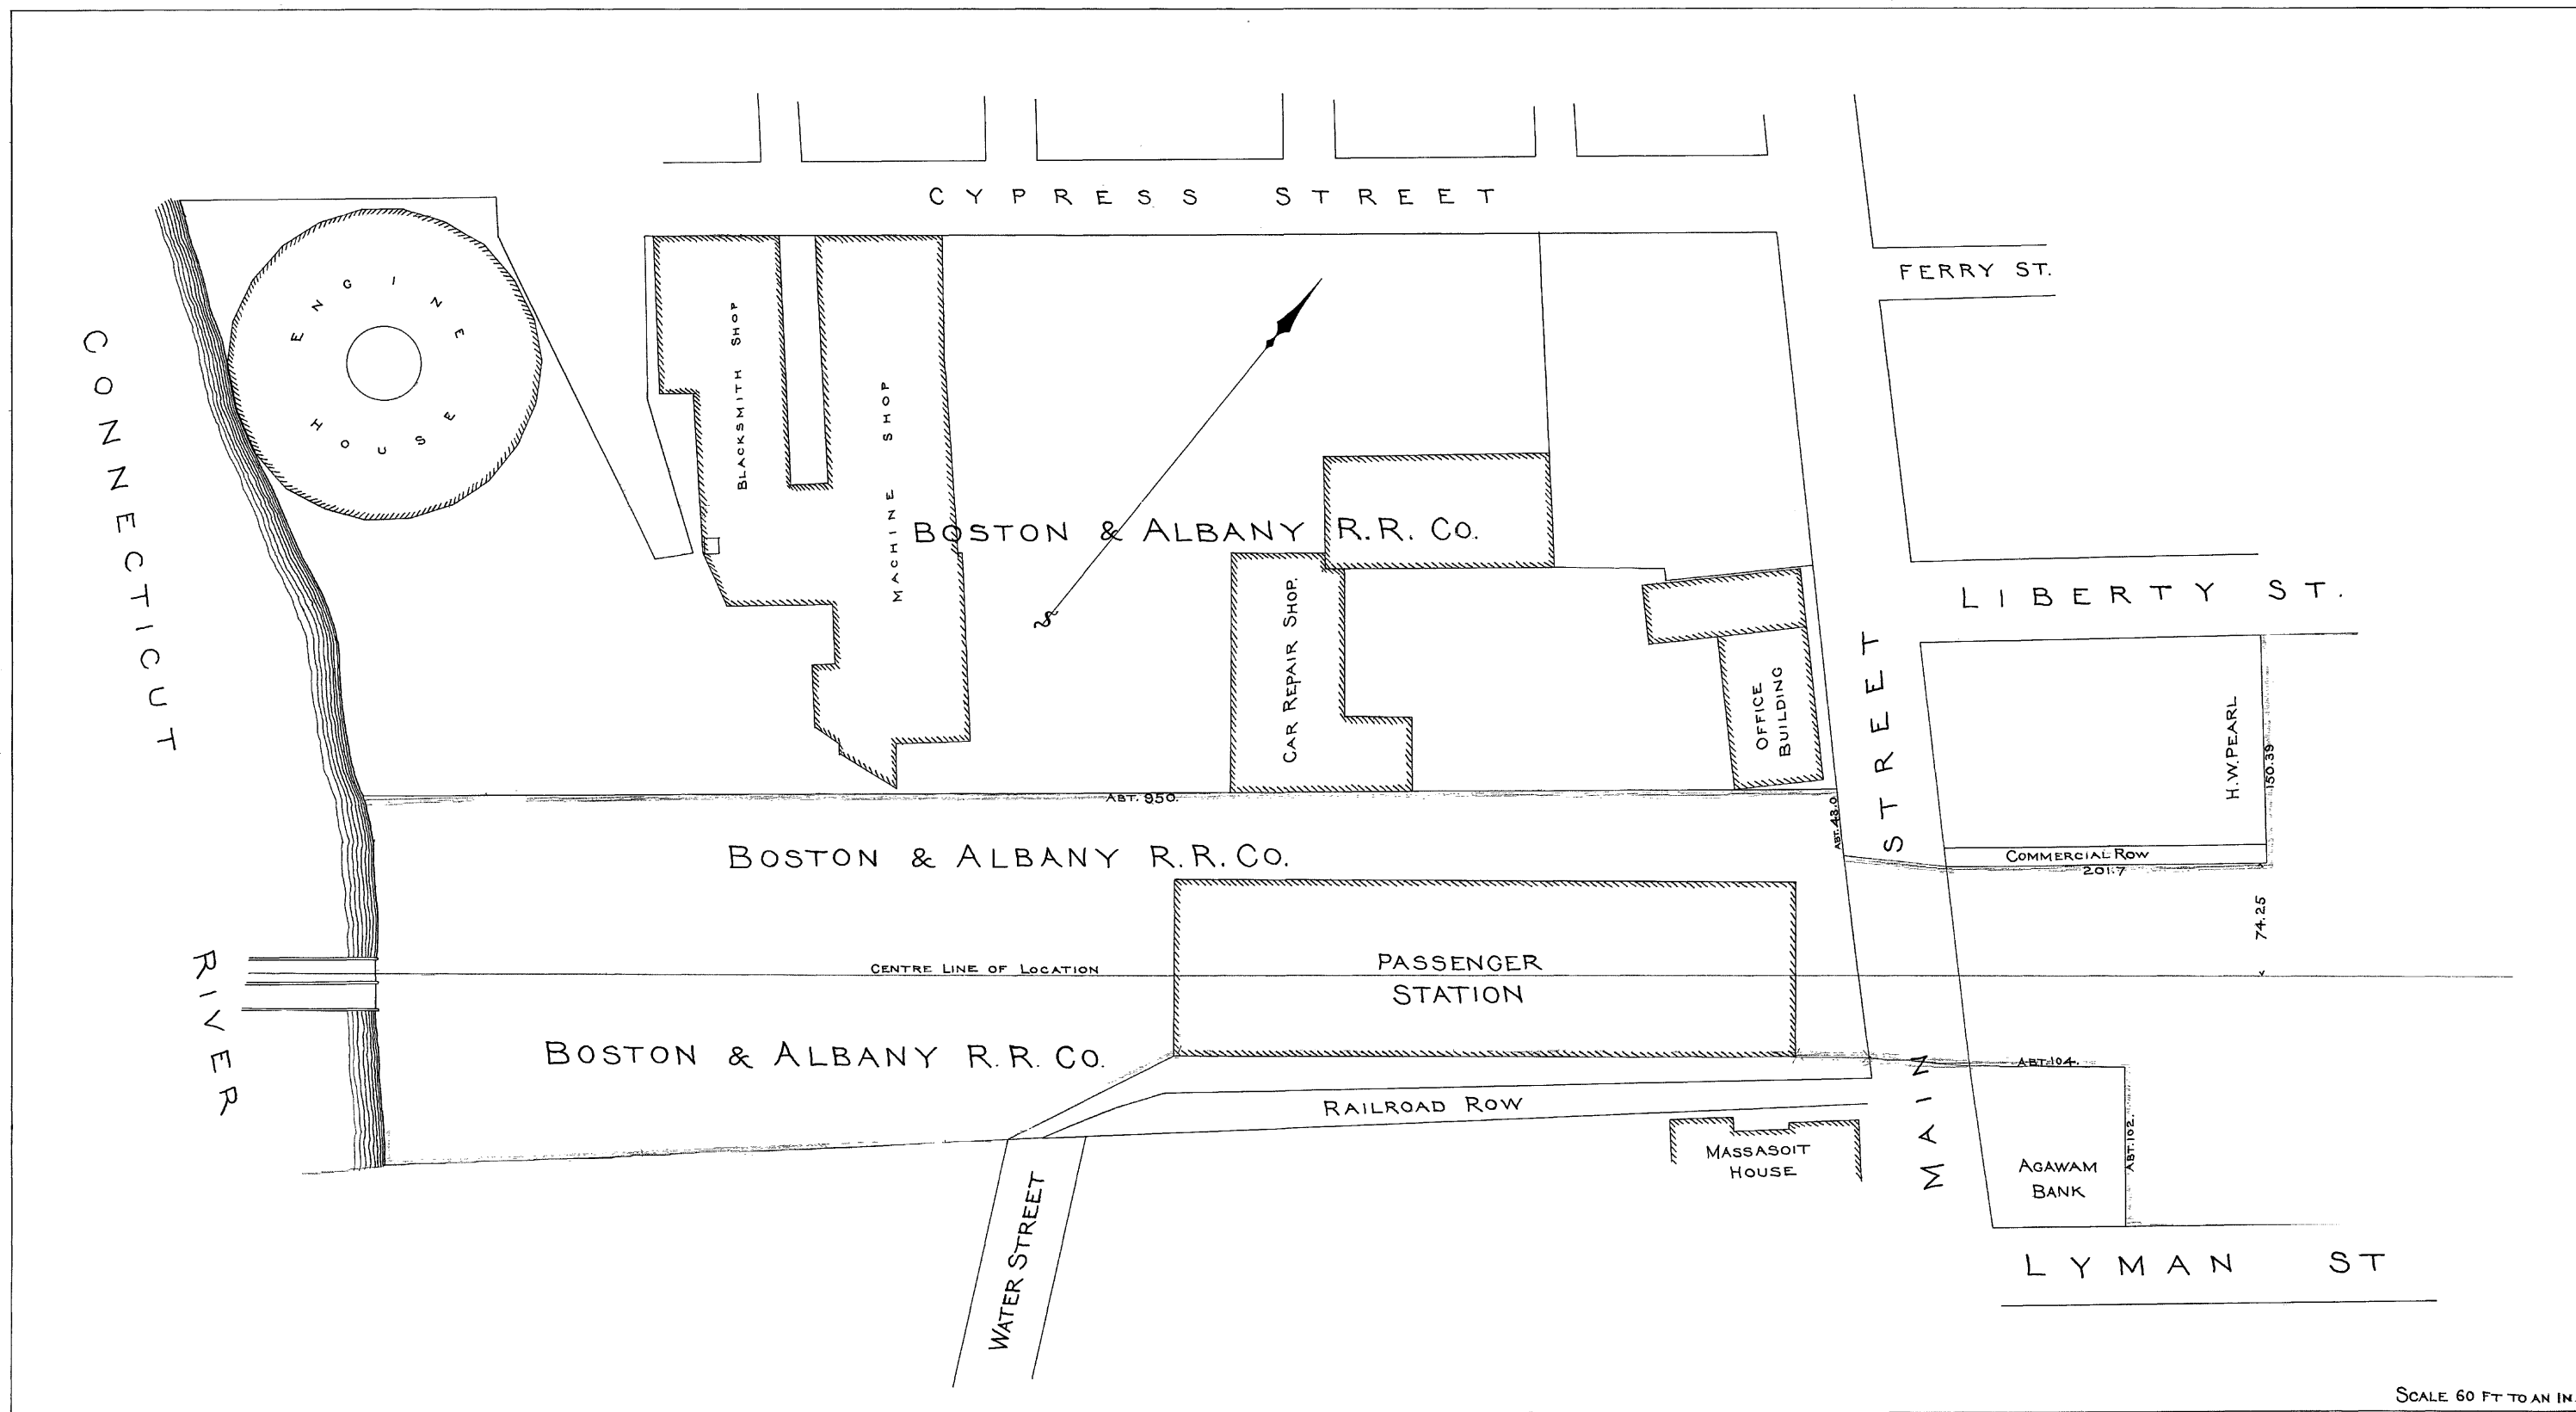 CYPRESS STREET
FERRY ST.
ENGINE
HOUSE
CONNECTICUT
RIVER
BLACKSMITH SHOP
MACHINE SHOP
BOSTON & ALBANY R.R. CO.
LIBERTY ST.
CAR REPAIR SHOP.
OFFICE
BUILDING
MAIN STREET
H.W. PEARL
150.39
ABT. 950.
ABT. 43.0
BOSTON & ALBANY R.R. CO.
COMMERCIAL ROW
201.7
74.25
CENTRE LINE OF LOCATION
PASSENGER
STATION
BOSTON & ALBANY R.R. CO.
ABT. 104.
RAILROAD ROW
MASSASOIT
HOUSE
AGAWAM
BANK
ABT. 102.
WATER STREET
LYMAN ST
SCALE 60 FT TO AN IN.